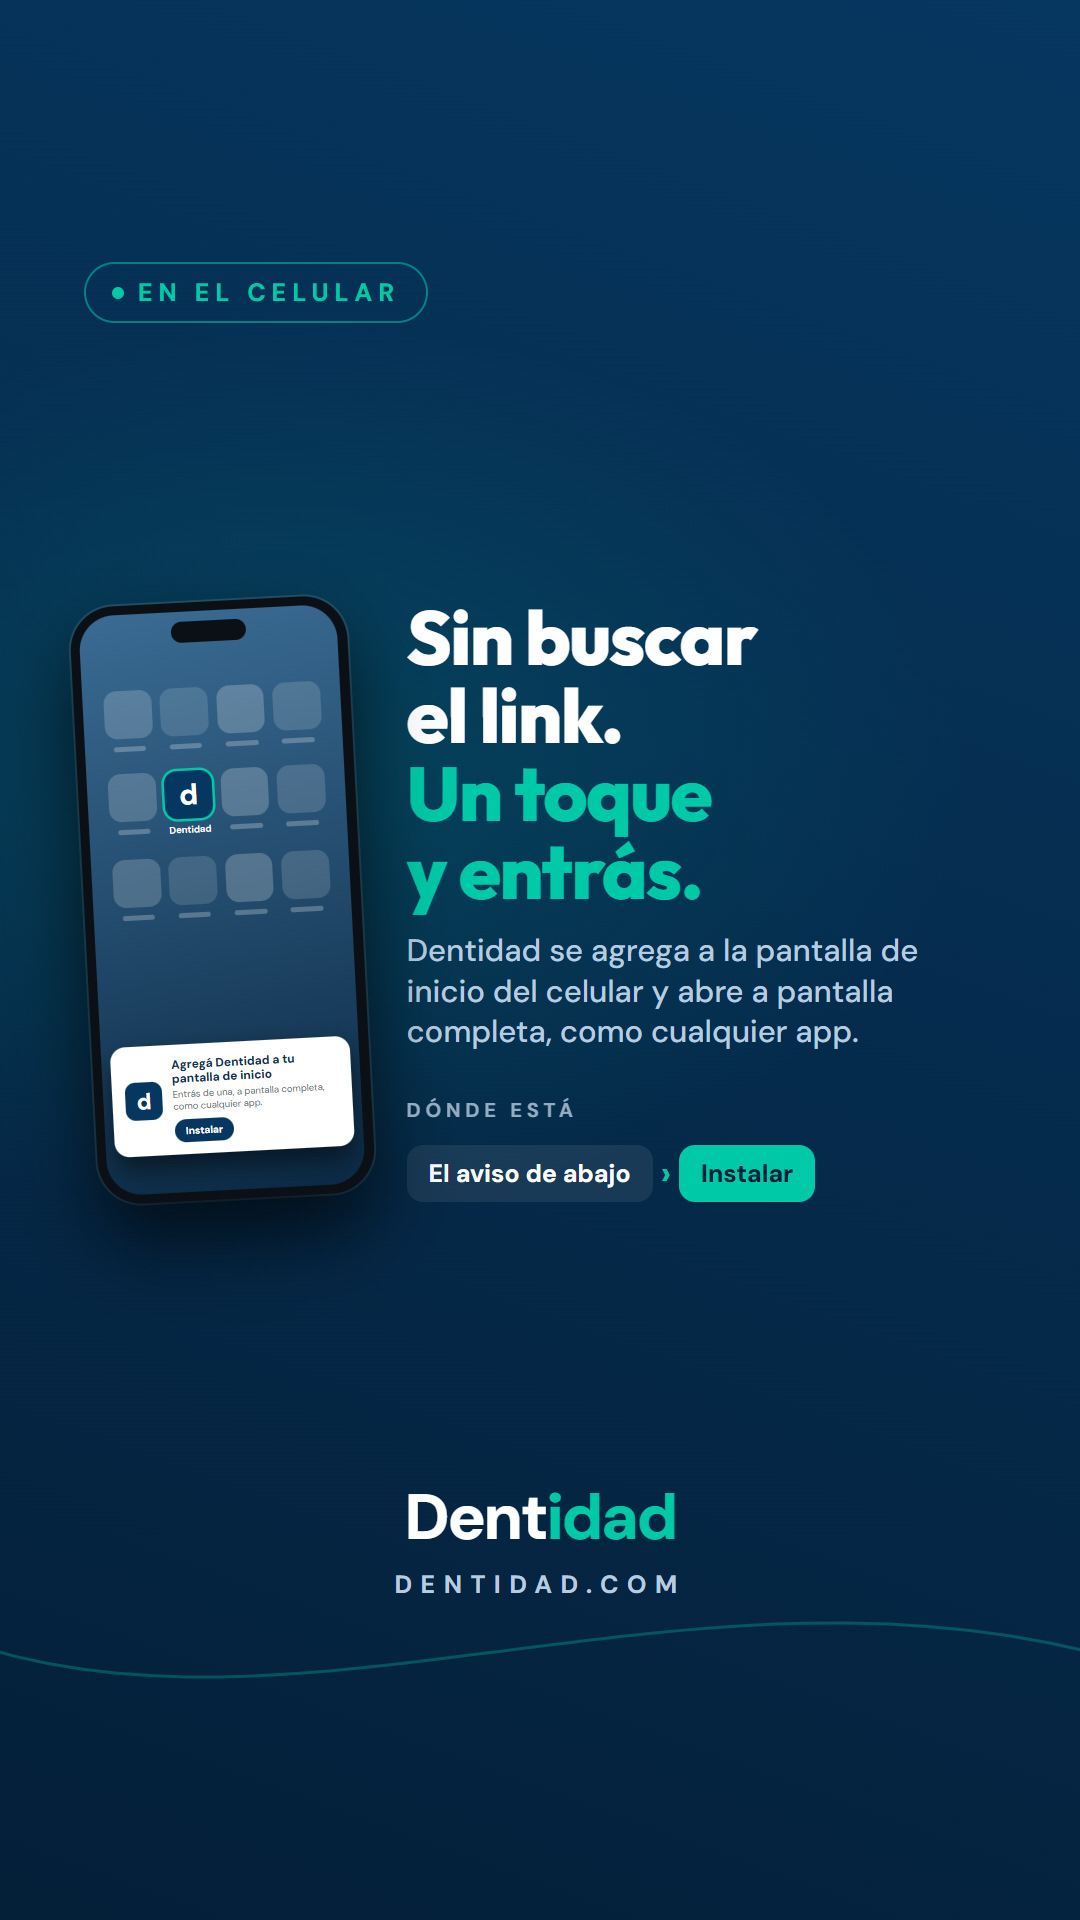 EN EL CELULAR
Sin buscar
el link.
Un toque
y entrás.
Dentidad se agrega a la pantalla de
inicio del celular y abre a pantalla
completa, como cualquier app.
DÓNDE ESTÁ
El aviso de abajo › Instalar
d
Dentidad
d
Agregá Dentidad a tu
pantalla de inicio
Entrás de una, a pantalla completa,
como cualquier app.
Instalar
Dentidad
DENTIDAD.COM